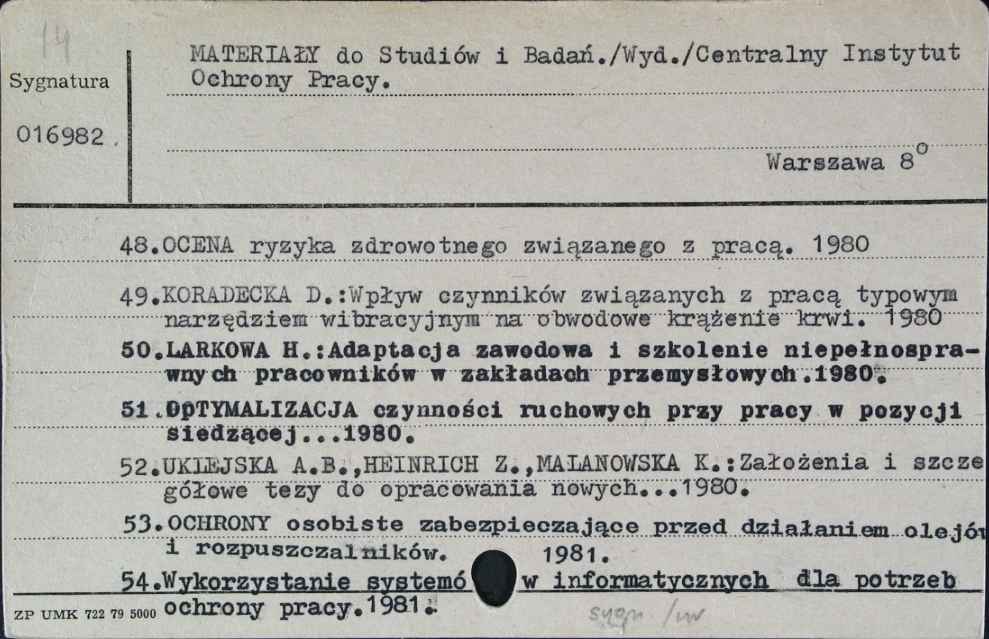 14
MATERIAŁY do Studiów i Badań./Wyd./Centralny Instytut
Sygnatura
Ochrony Pracy.
016982.
Warszawa 8°
48.OCENA ryzyka zdrowotnego związanego z pracą. 1980
49.KORADECKA D.:Wpływ czynników związanych z pracą typowym
narzędziem wibracyjnym na obwodowe krążenie krwi. 1980
50.LARKOWA H.:Adaptacja zawodowa i szkolenie niepełnospra-
wnych pracowników w zakładach przemysłowych.1980.
51.OpTYMALIZACJA czynności ruchowych przy pracy w pozycji
siedzącej...1980.
52.UKLEJSKA A.B.,HEINRICH Z.,MALANOWSKA K.:Założenia i szcze
gółowe tezy do opracowania nowych...1980.
53.OCHRONY osobiste zabezpieczające przed działaniem olejów
i rozpuszczalników. 1981.
54.Wykorzystanie systemó w informatycznych dla potrzeb
ochrony pracy.1981.
ZP UMK 722 79 5000
sygn. /